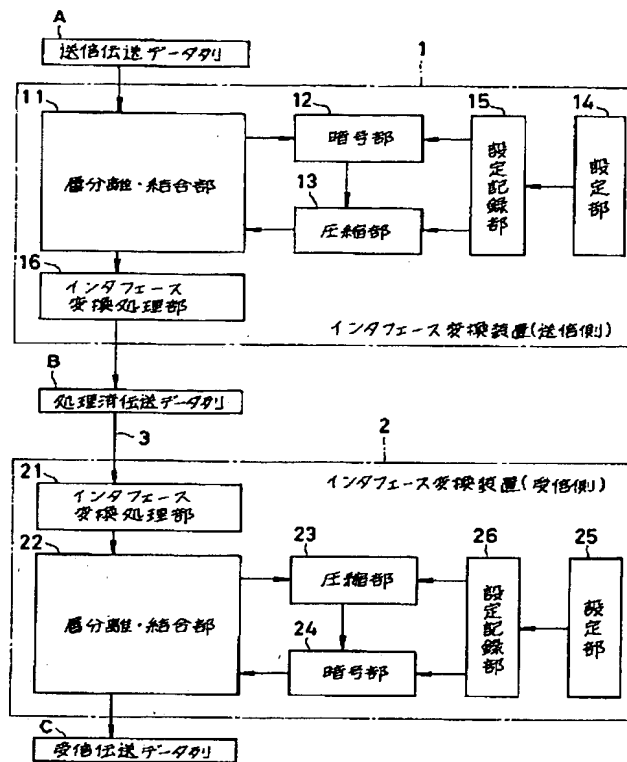 A
送信伝送データ列
1
11
12
15
14
暗号部
層分離・結合部
設定記録部
設定部
13
圧縮部
16
インタフェース
変換処理部
インタフェース変換装置(送信側)
B
処理済伝送データ列
3
2
21
インタフェース変換装置(受信側)
インタフェース
変換処理部
22
23
26
25
圧縮部
層分離・結合部
設定記録部
設定部
24
暗号部
C
受信伝送データ列